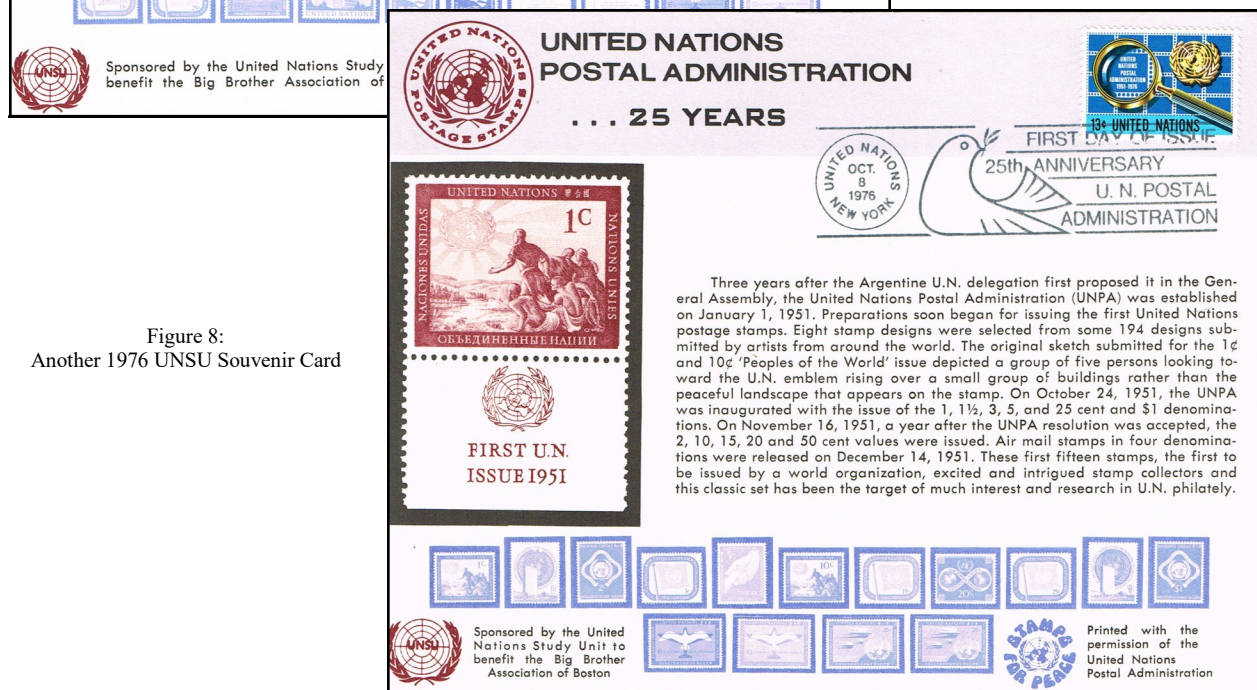 UNSU
Sponsored by the United Nations Study
benefit the Big Brother Association of
Figure 8:
Another 1976 UNSU Souvenir Card
UNITED NATIONS
POSTAGE STAMPS
UNITED NATIONS
POSTAL ADMINISTRATION
... 25 YEARS
UNITED
NATIONS
POSTAL
ADMINISTRATION
1951-1976
13¢ UNITED NATIONS
UNITED NATIONS
OCT.
8
1976
NEW YORK
FIRST DAY OF ISSUE
25th ANNIVERSARY
U. N. POSTAL
ADMINISTRATION
UNITED NATIONS
1c
NACIONES UNIDAS
NATIONS UNIES
ОБЪЕДИНЕННЫЕ НАЦИИ
FIRST U.N.
ISSUE 1951
Three years after the Argentine U.N. delegation first proposed it in the Gen-
eral Assembly, the United Nations Postal Administration (UNPA) was established
on January 1, 1951. Preparations soon began for issuing the first United Nations
postage stamps. Eight stamp designs were selected from some 194 designs sub-
mitted by artists from around the world. The original sketch submitted for the 1¢
and 10¢ 'Peoples of the World' issue depicted a group of five persons looking to-
ward the U.N. emblem rising over a small group of buildings rather than the
peaceful landscape that appears on the stamp. On October 24, 1951, the UNPA
was inaugurated with the issue of the 1, 1½, 3, 5, and 25 cent and $1 denomina-
tions. On November 16, 1951, a year after the UNPA resolution was accepted, the
2, 10, 15, 20 and 50 cent values were issued. Air mail stamps in four denomina-
tions were released on December 14, 1951. These first fifteen stamps, the first to
be issued by a world organization, excited and intrigued stamp collectors and
this classic set has been the target of much interest and research in U.N. philately.
1c
10c
20c
$1
UNSU
Sponsored by the United
Nations Study Unit to
benefit the Big Brother
Association of Boston
STAMPS
FOR PEACE
Printed with the
permission of the
United Nations
Postal Administration